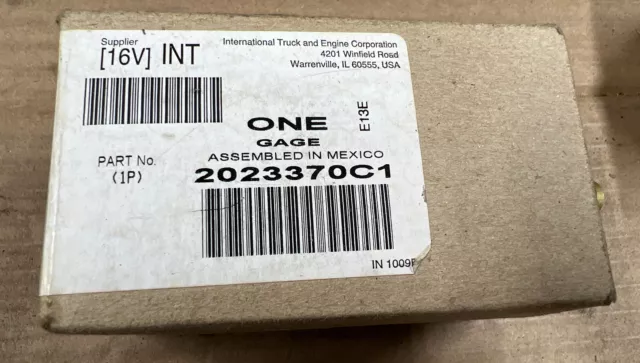 Supplier
[16V] INT
International Truck and Engine Corporation
4201 Winfield Road
Warrenville, IL 60555, USA
E13E
ONE
GAGE
ASSEMBLED IN MEXICO
PART No.
(1P)
2023370C1
IN 1009F